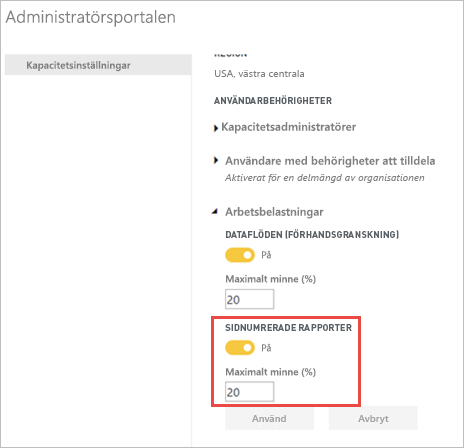 Administratörsportalen
Kapacitetsinställningar
REGION
USA, västra centrala
ANVÄNDARBEHÖRIGHETER
Kapacitetsadministratörer
Användare med behörigheter att tilldela
Aktiverat för en delmängd av organisationen
Arbetsbelastningar
DATAFLÖDEN (FÖRHANDSGRANSKNING)
På
Maximalt minne (%)
20
SIDNUMRERADE RAPPORTER
På
Maximalt minne (%)
20
Använd Avbryt